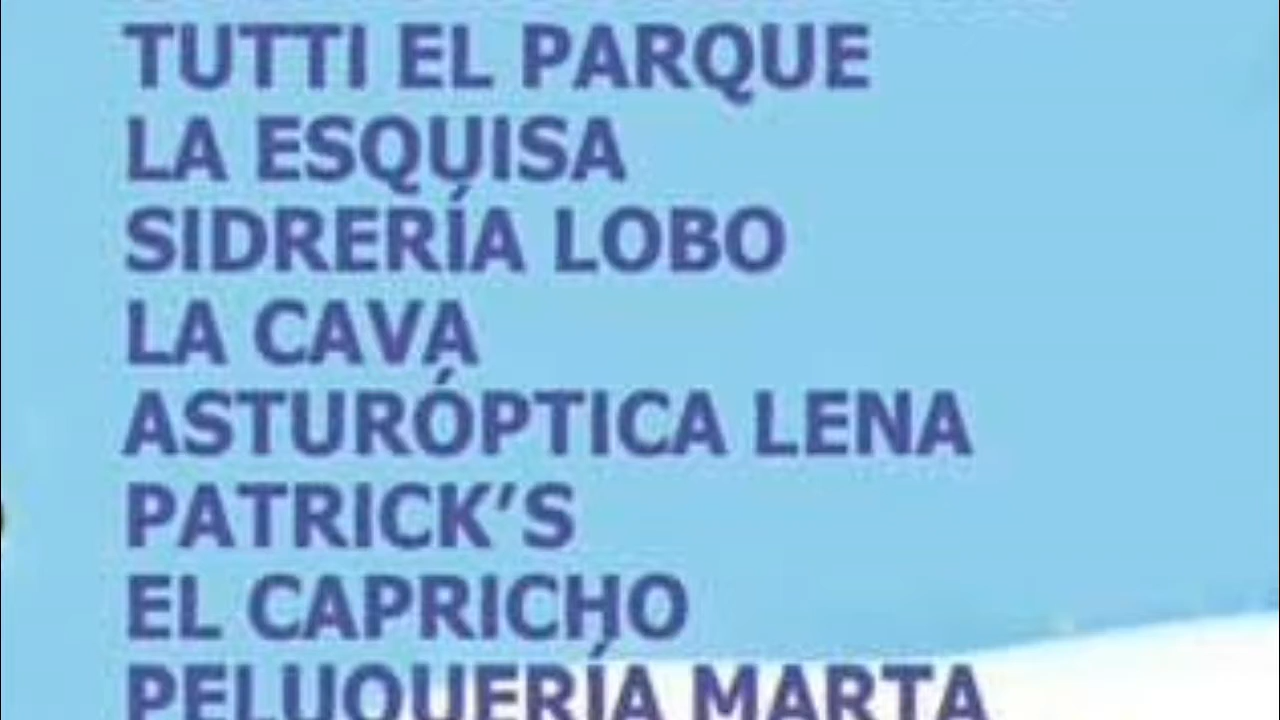 TUTTI EL PARQUE
LA ESQUISA
SIDRERÍA LOBO
LA CAVA
ASTURÓPTICA LENA
PATRICK’S
EL CAPRICHO
PELUQUERÍA MARTA